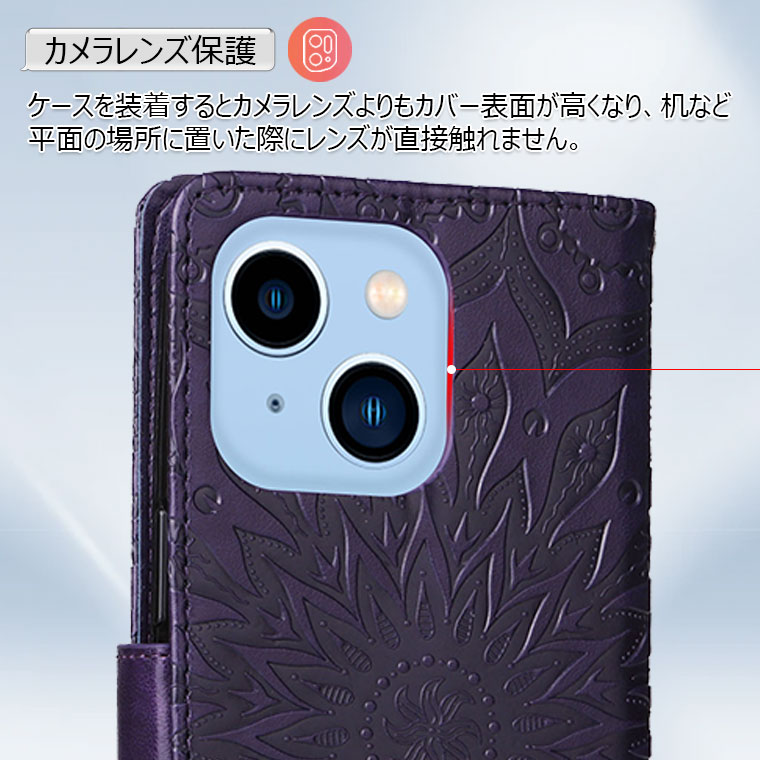 カメラレンズ保護
ケースを装着するとカメラレンズよりもカバー表面が高くなり、机など
平面の場所に置いた際にレンズが直接触れません。